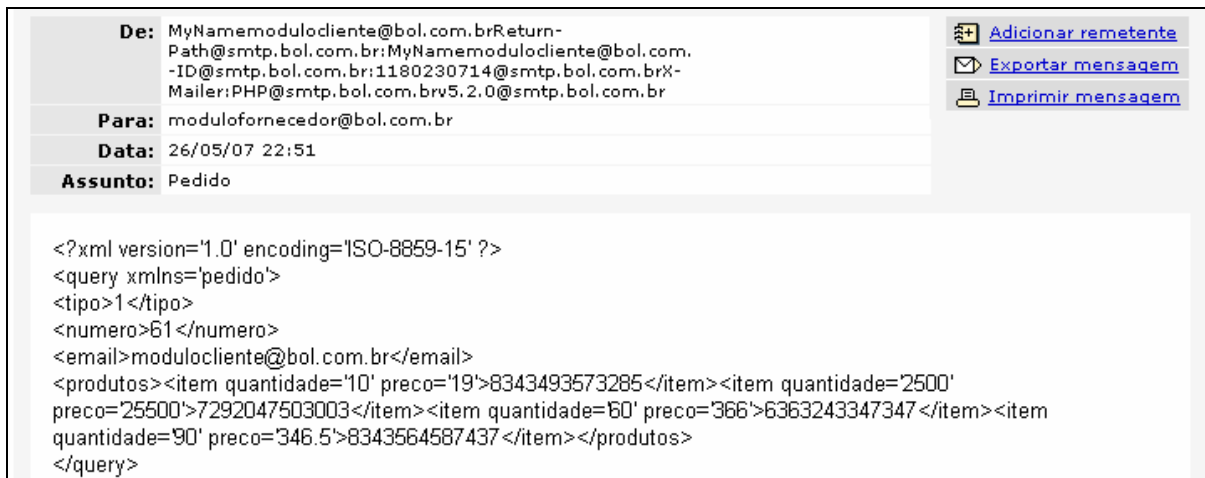 De: MyNamemodulocliente@bol.com.brReturn-
Path@smtp.bol.com.br:MyNamemodulocliente@bol.com.
-ID@smtp.bol.com.br:1180230714@smtp.bol.com.brX-
Mailer:PHP@smtp.bol.com.brv5.2.0@smtp.bol.com.br
Para: modulofornecedor@bol.com.br
Data: 26/05/07 22:51
Assunto: Pedido
Adicionar remetente
Exportar mensagem
Imprimir mensagem
<?xml version='1.0' encoding='ISO-8859-15' ?>
<query xmlns='pedido'>
<tipo>1</tipo>
<numero>61</numero>
<email>modulocliente@bol.com.br</email>
<produtos><item quantidade='10' preco='19'>8343493573285</item><item quantidade='2500'
preco='25500'>7292047503003</item><item quantidade='60' preco='366'>6363243347347</item><item
quantidade='90' preco='346.5'>8343564587437</item></produtos>
</query>